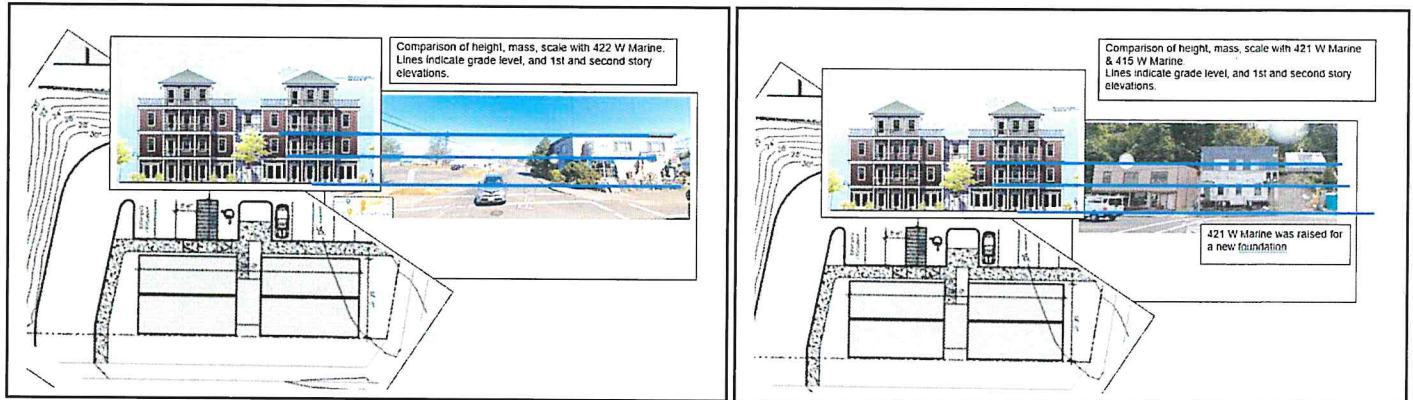 Comparison of height, mass, scale with 422 W Marine.
Lines indicate grade level, and 1st and second story
elevations.
Comparison of height, mass, scale with 421 W Marine
& 415 W Marine.
Lines indicate grade level, and 1st and second story
elevations.
421 W Marine was raised for
a new foundation